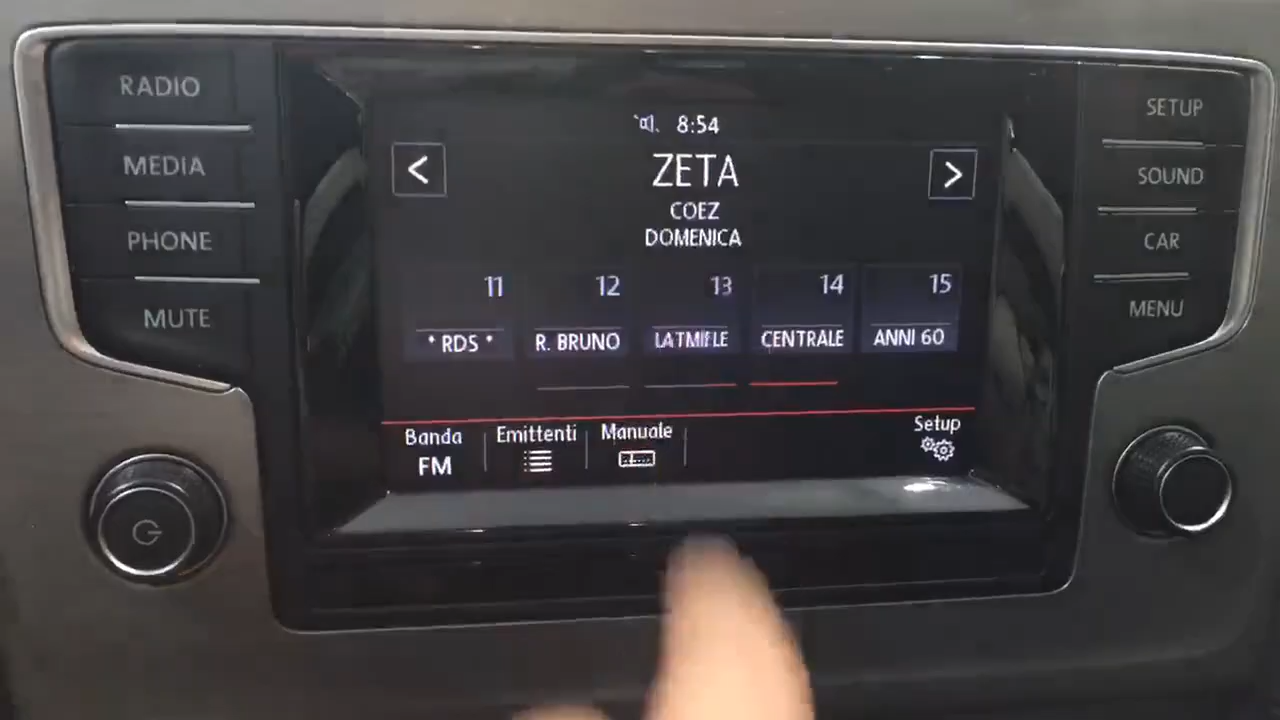 RADIO
MEDIA
PHONE
MUTE
8:54
<
ZETA
>
COEZ
DOMENICA
11
12
13
14
15
* RDS *
R. BRUNO
LATMIELE
CENTRALE
ANNI 60
Banda
FM
Emittenti
Manuale
Setup
SETUP
SOUND
CAR
MENU